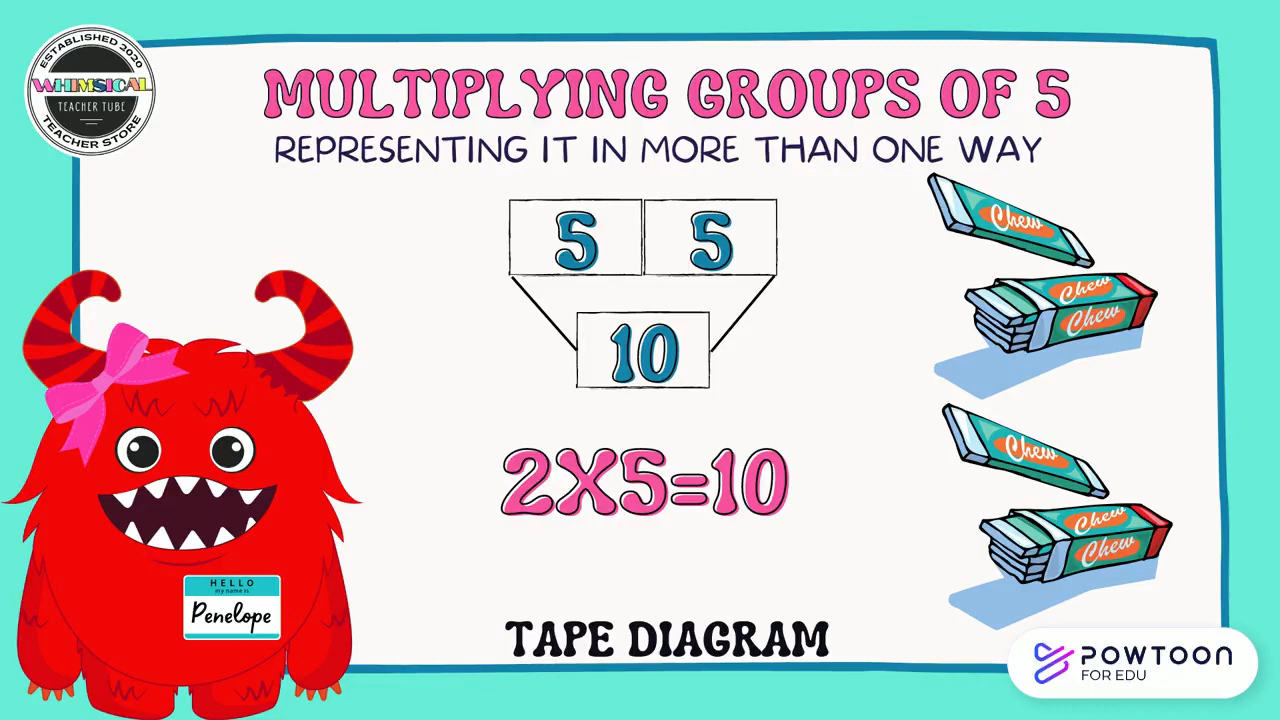 ESTABLISHED 2020
WHIMSICAL
TEACHER TUBE
TEACHER STORE
MULTIPLYING GROUPS OF 5
REPRESENTING IT IN MORE THAN ONE WAY
5 5
10
2X5=10
TAPE DIAGRAM
Chew
Chew
Chew
Chew
Chew
Chew
HELLO
my name is
Penelope
POWTOON
FOR EDU